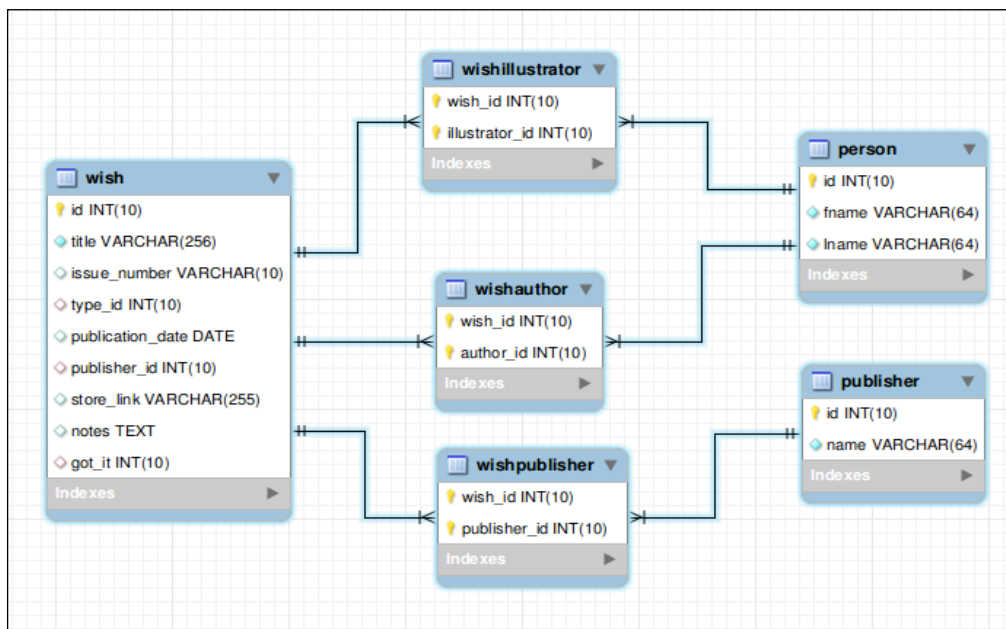 wish
id INT(10)
title VARCHAR(256)
issue_number VARCHAR(10)
type_id INT(10)
publication_date DATE
publisher_id INT(10)
store_link VARCHAR(255)
notes TEXT
got_it INT(10)
Indexes
wishillustrator
wish_id INT(10)
illustrator_id INT(10)
Indexes
wishauthor
wish_id INT(10)
author_id INT(10)
Indexes
wishpublisher
wish_id INT(10)
publisher_id INT(10)
Indexes
person
id INT(10)
fname VARCHAR(64)
lname VARCHAR(64)
Indexes
publisher
id INT(10)
name VARCHAR(64)
Indexes